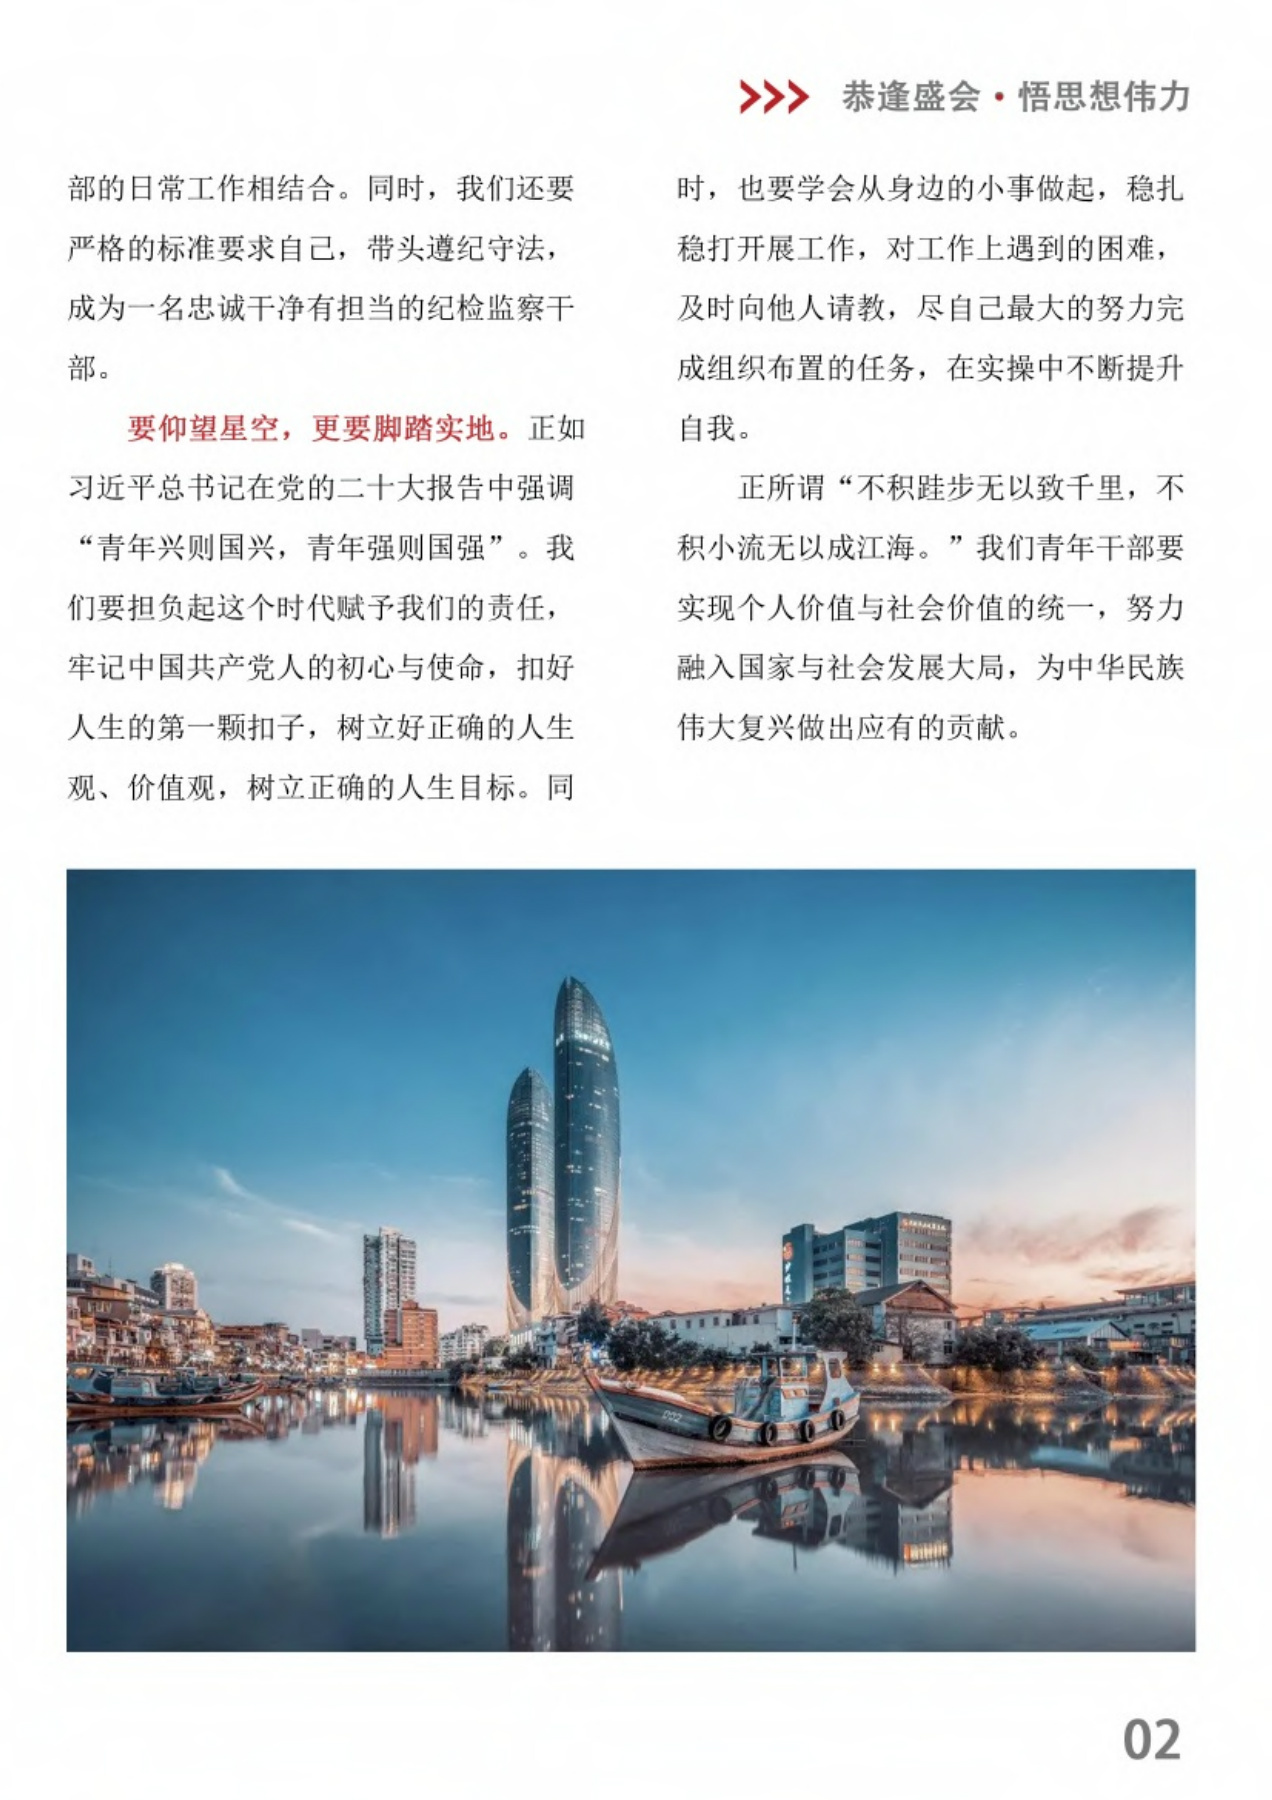 恭逢盛会·悟思想伟力
部的日常工作相结合。同时，我们还要
严格的标准要求自己，带头遵纪守法，
成为一名忠诚干净有担当的纪检监察干
部。
要仰望星空，更要脚踏实地。正如
习近平总书记在党的二十大报告中强调
“青年兴则国兴，青年强则国强”。我
们要担负起这个时代赋予我们的责任，
牢记中国共产党人的初心与使命，扣好
人生的第一颗扣子，树立好正确的人生
观、价值观，树立正确的人生目标。同
时，也要学会从身边的小事做起，稳扎
稳打开展工作，对工作上遇到的困难，
及时向他人请教，尽自己最大的努力完
成组织布置的任务，在实操中不断提升
自我。
正所谓“不积跬步无以致千里，不
积小流无以成江海。”我们青年干部要
实现个人价值与社会价值的统一，努力
融入国家与社会发展大局，为中华民族
伟大复兴做出应有的贡献。
002
02